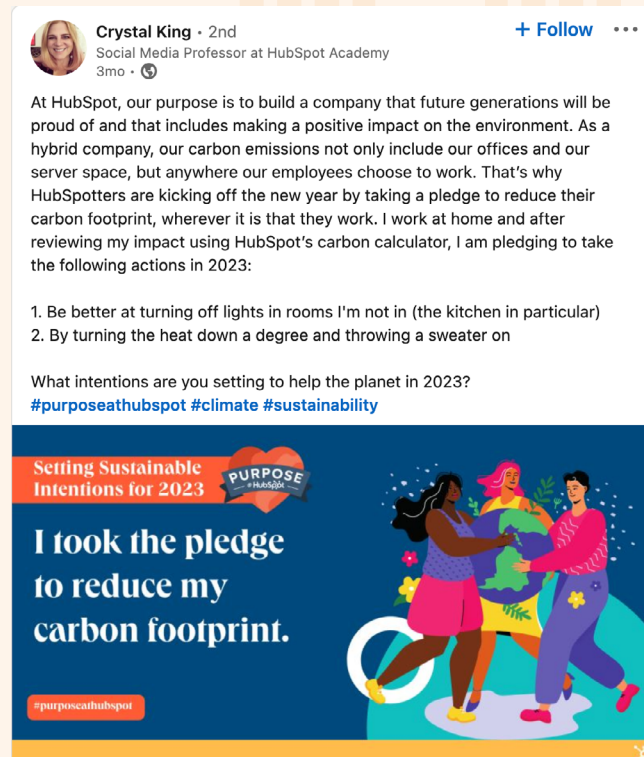 Crystal King • 2nd
+ Follow •••
Social Media Professor at HubSpot Academy
3mo •
At HubSpot, our purpose is to build a company that future generations will be
proud of and that includes making a positive impact on the environment. As a
hybrid company, our carbon emissions not only include our offices and our
server space, but anywhere our employees choose to work. That’s why
HubSpotters are kicking off the new year by taking a pledge to reduce their
carbon footprint, wherever it is that they work. I work at home and after
reviewing my impact using HubSpot’s carbon calculator, I am pledging to take
the following actions in 2023:
1. Be better at turning off lights in rooms I'm not in (the kitchen in particular)
2. By turning the heat down a degree and throwing a sweater on
What intentions are you setting to help the planet in 2023?
#purposeathubspot #climate #sustainability
Setting Sustainable
Intentions for 2023
PURPOSE
@HubSpot
I took the pledge
to reduce my
carbon footprint.
#purposeathubspot